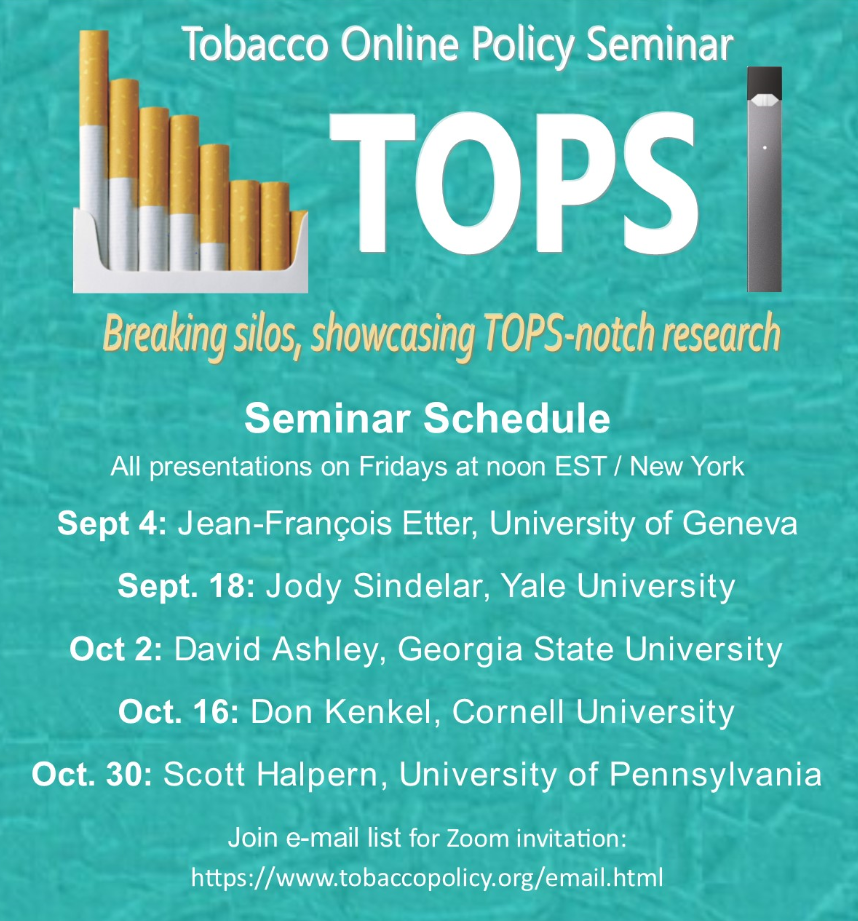 Tobacco Online Policy Seminar
TOPS
Breaking silos, showcasing TOPS-notch research
Seminar Schedule
All presentations on Fridays at noon EST / New York
Sept 4: Jean-François Etter, University of Geneva
Sept. 18: Jody Sindelar, Yale University
Oct 2: David Ashley, Georgia State University
Oct. 16: Don Kenkel, Cornell University
Oct. 30: Scott Halpern, University of Pennsylvania
Join e-mail list for Zoom invitation:
https://www.tobaccopolicy.org/email.html